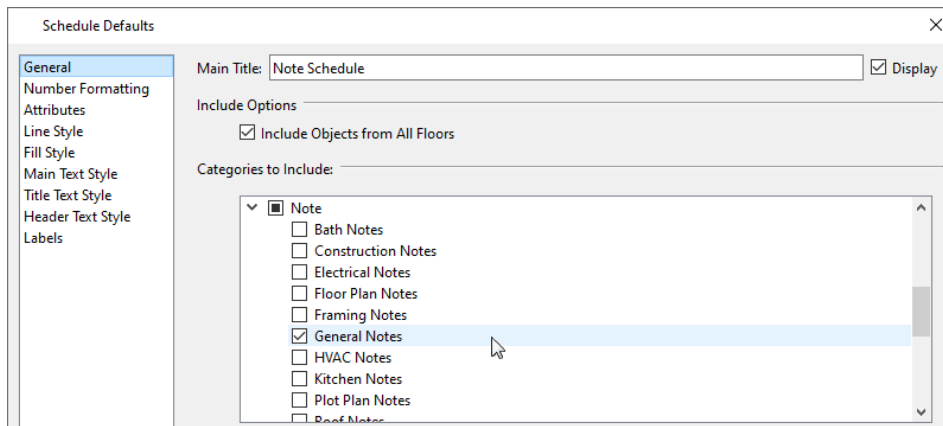 Schedule Defaults
General
Number Formatting
Attributes
Line Style
Fill Style
Main Text Style
Title Text Style
Header Text Style
Labels
Main Title: Note Schedule Display
Include Options
Include Objects from All Floors
Categories to Include:
Note
Bath Notes
Construction Notes
Electrical Notes
Floor Plan Notes
Framing Notes
General Notes
HVAC Notes
Kitchen Notes
Plot Plan Notes
Roof Notes